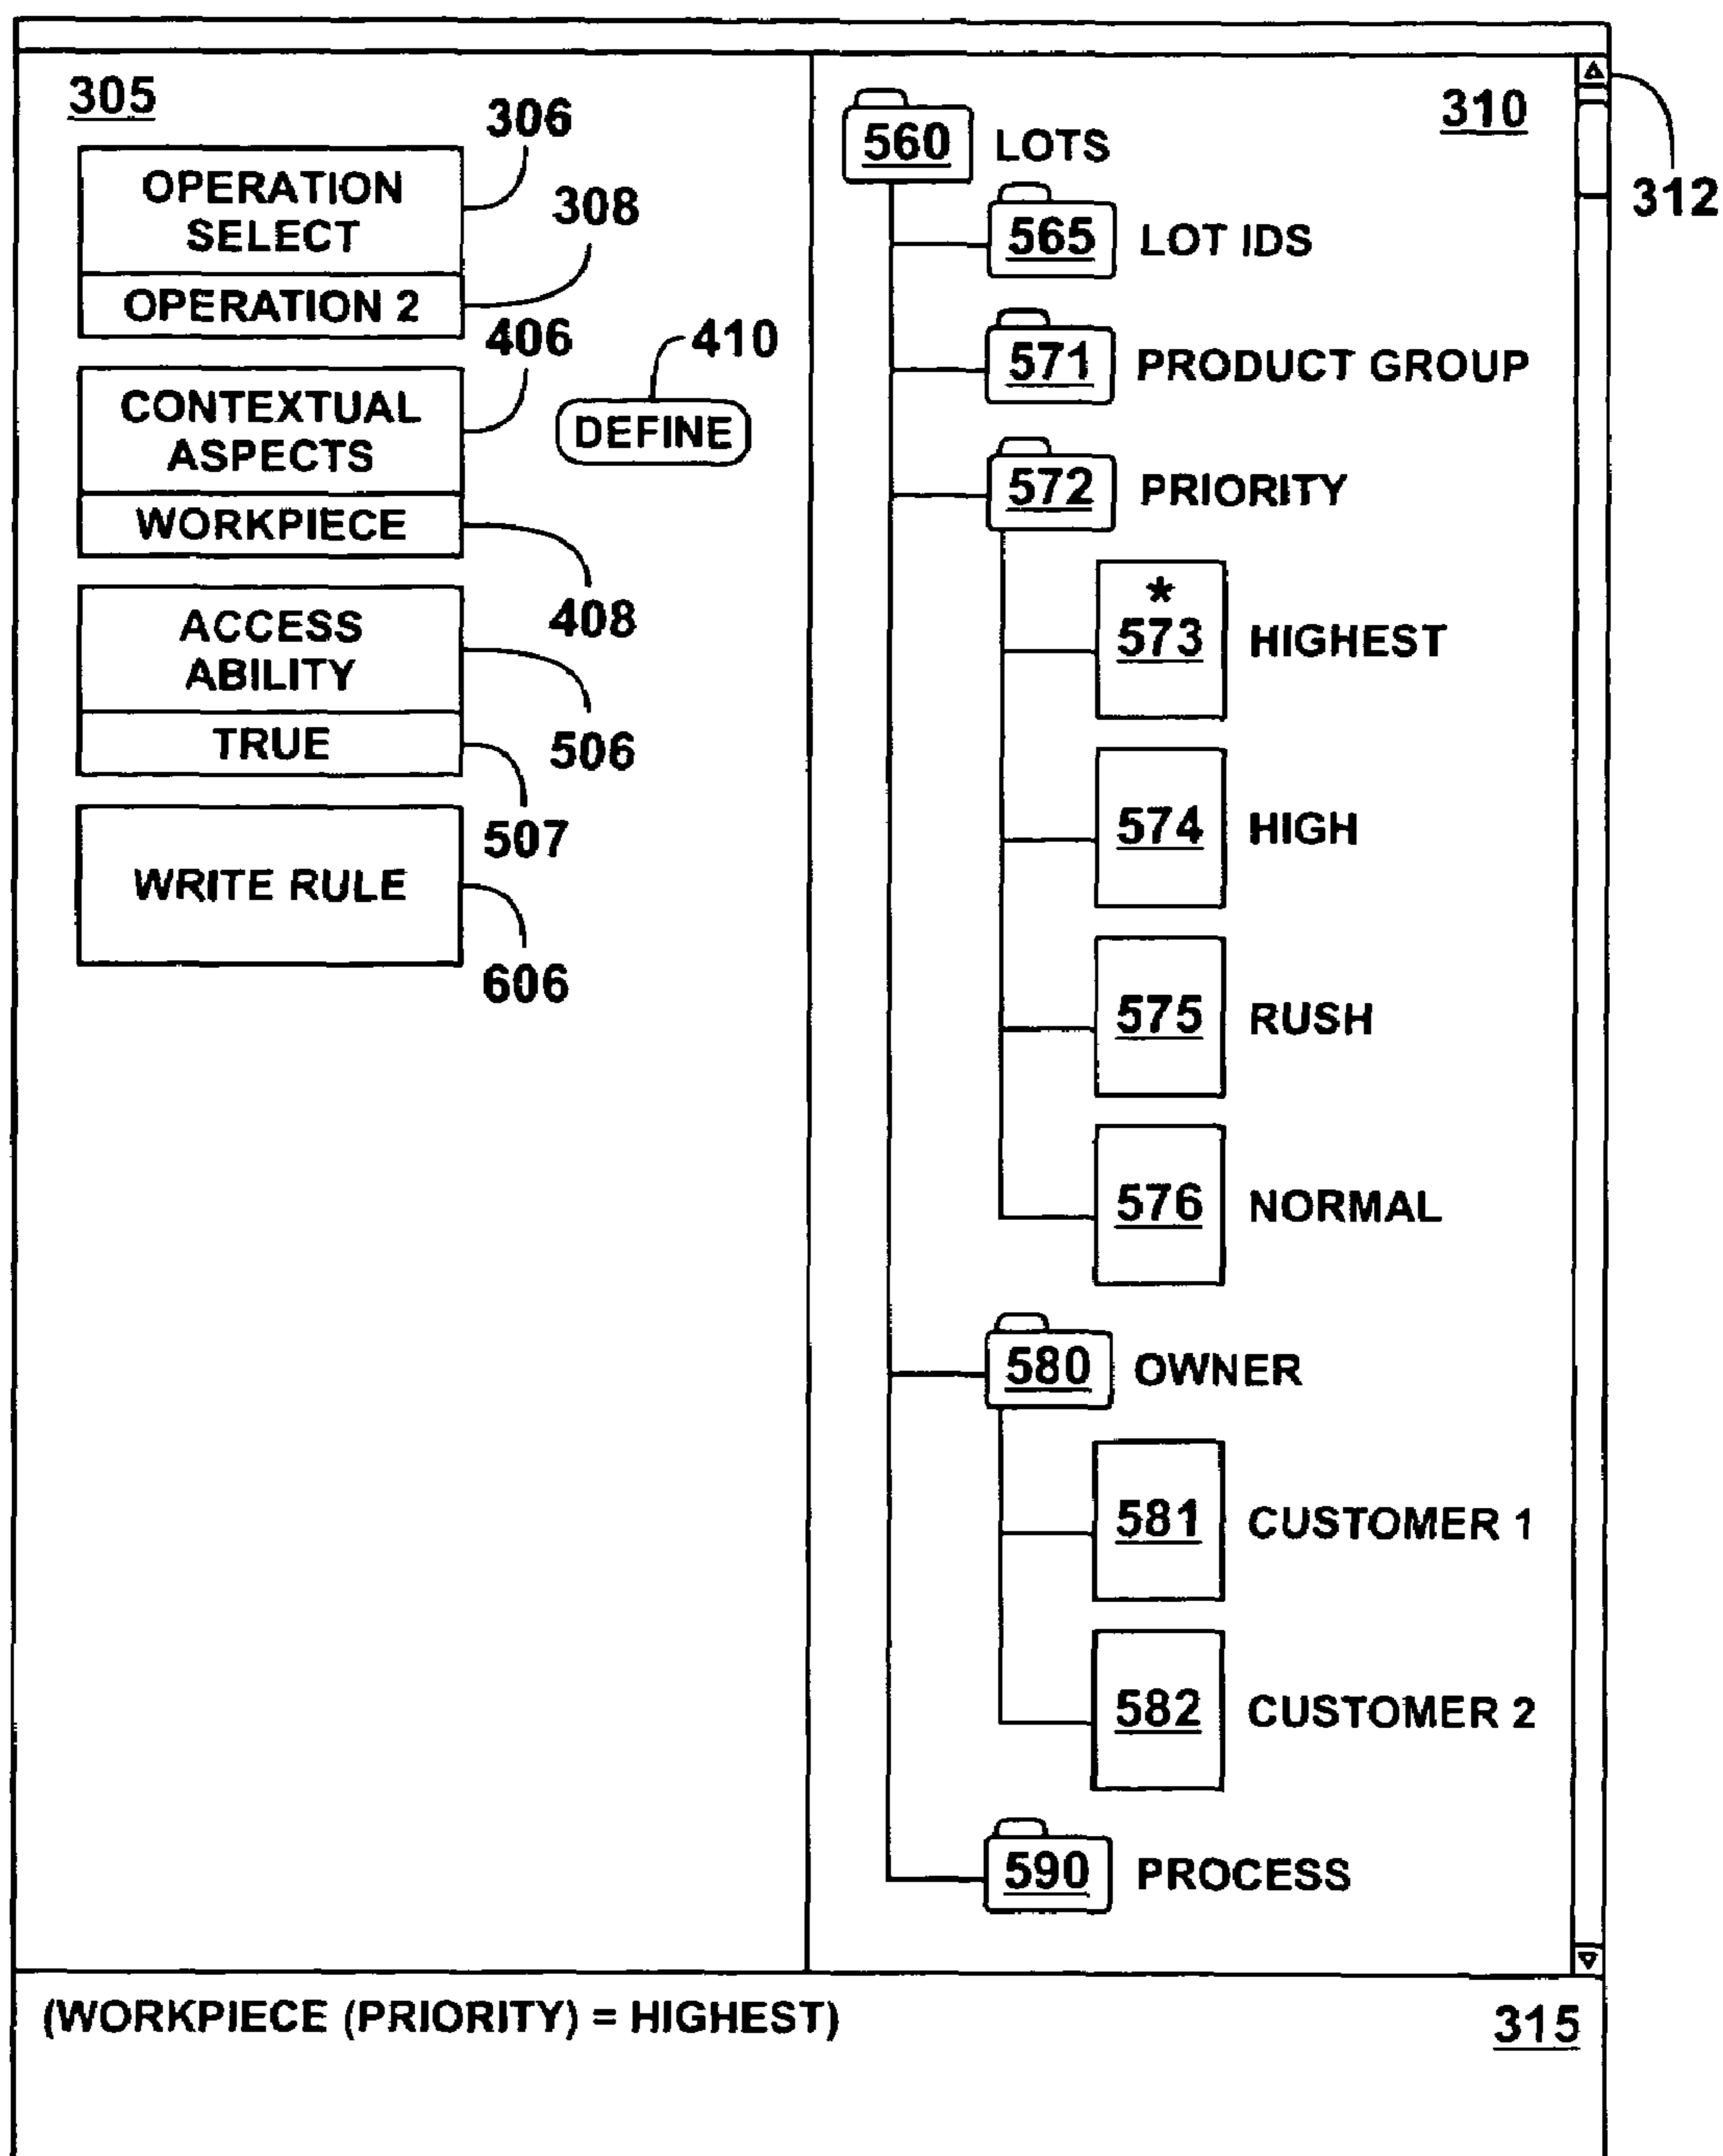 305
306
OPERATION
SELECT
308
OPERATION 2
406
410
CONTEXTUAL
ASPECTS
DEFINE
WORKPIECE
408
ACCESS
ABILITY
506
TRUE
507
WRITE RULE
606
310
312
560 LOTS
565 LOT IDS
571 PRODUCT GROUP
572 PRIORITY
*
573 HIGHEST
574 HIGH
575 RUSH
576 NORMAL
580 OWNER
581 CUSTOMER 1
582 CUSTOMER 2
590 PROCESS
(WORKPIECE (PRIORITY) = HIGHEST)
315